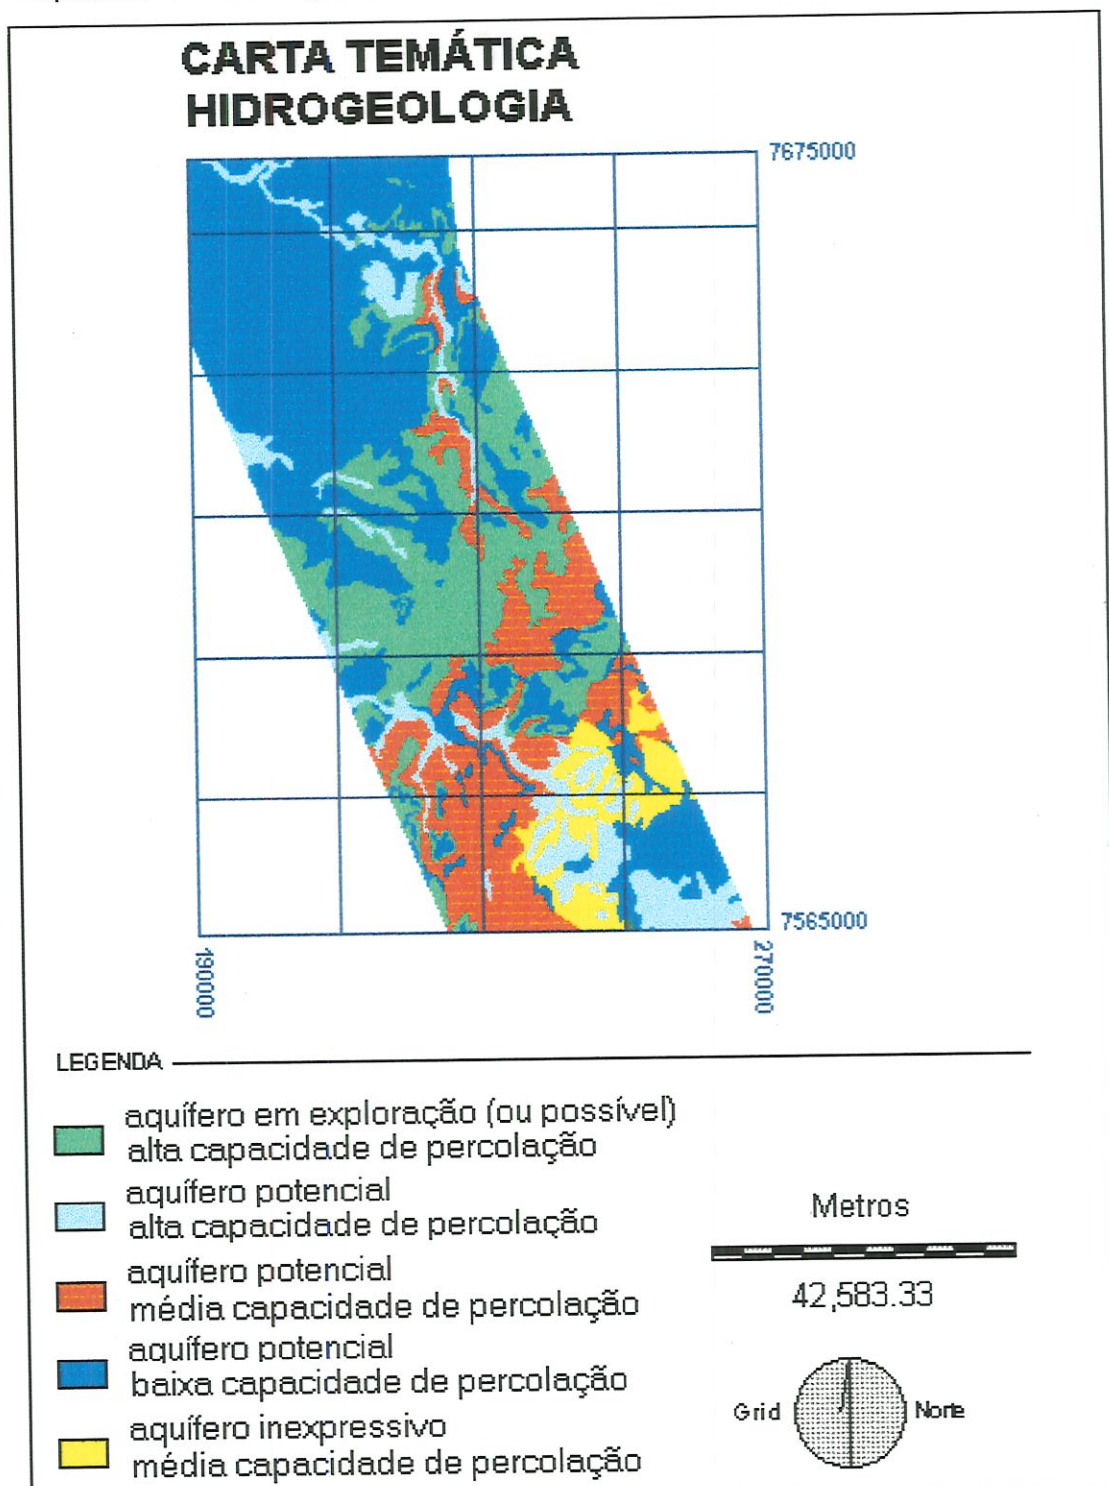 CARTA TEMÁTICA
HIDROGEOLOGIA
7675000
7565000
190000
270000
LEGENDA
aquífero em exploração (ou possível)
alta capacidade de percolação
aquífero potencial
alta capacidade de percolação
aquífero potencial
média capacidade de percolação
aquífero potencial
baixa capacidade de percolação
aquífero inexpressivo
média capacidade de percolação
Metros
42,583.33
Grid
Norte